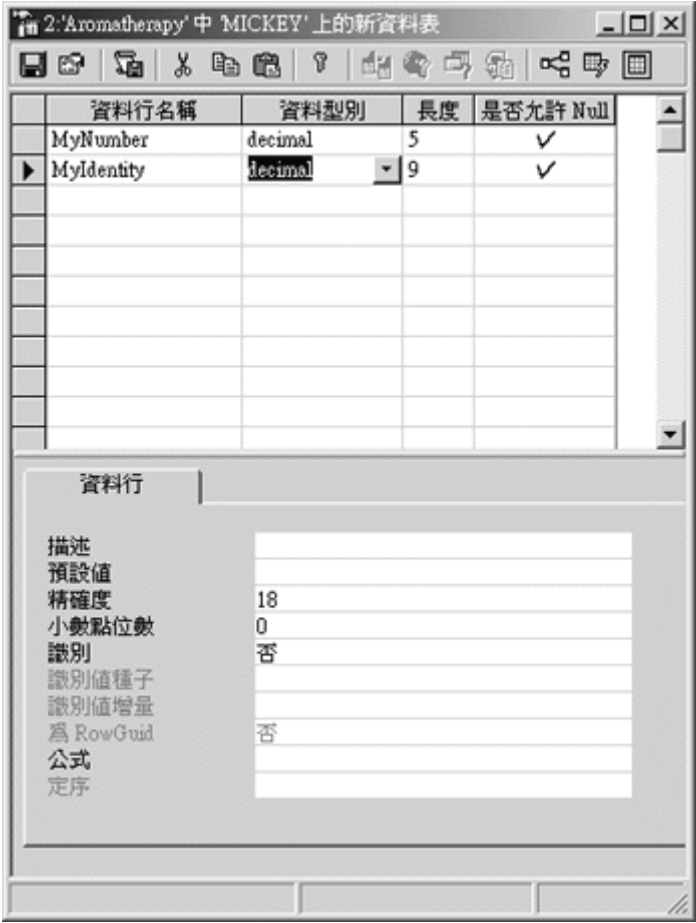 2:'Aromatherapy' 中 'MICKEY' 上的新資料表
資料行名稱 資料型別 長度 是否允許 Null
MyNumber decimal 5
MyIdentity decimal 9
資料行
描述
預設值
精確度 18
小數點位數 0
識別 否
識別值種子
識別值增量
為 RowGuid 否
公式
定序